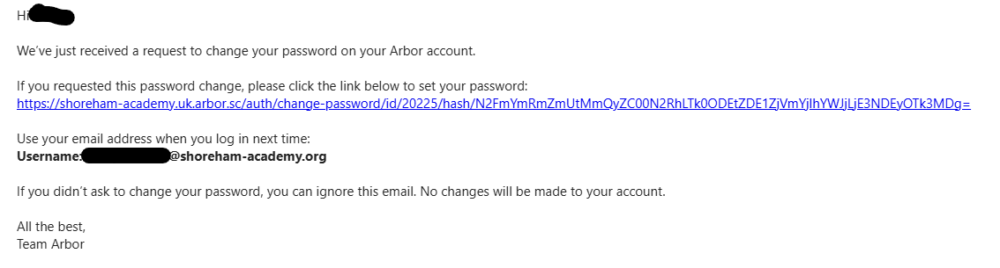 Hi
We've just received a request to change your password on your Arbor account.
If you requested this password change, please click the link below to set your password:
https://shoreham-academy.uk.arbor.sc/auth/change-password/id/20225/hash/N2FmYmRmZmUtMmQyZC00N2RhLTk0ODEtZDE1ZjVmYjlhYWJjLjE3NDEyOTk3MDg=
Use your email address when you log in next time:
Username: @shoreham-academy.org
If you didn't ask to change your password, you can ignore this email. No changes will be made to your account.
All the best,
Team Arbor